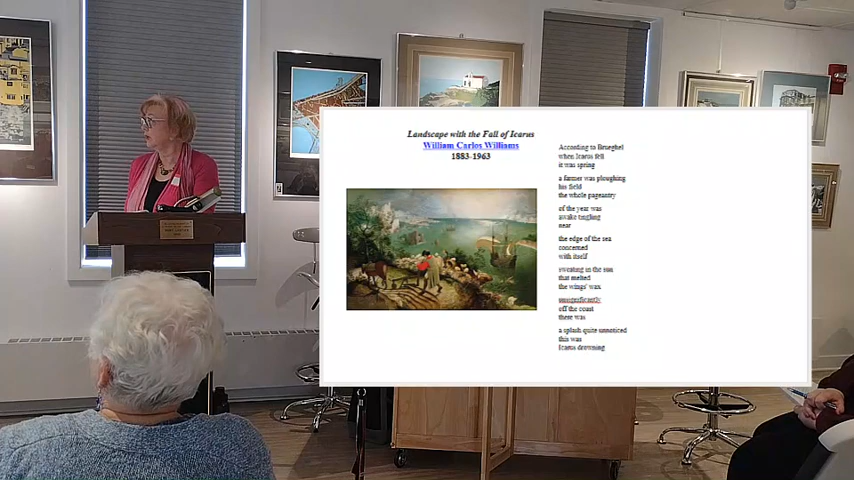 Landscape with the Fall of Icarus
William Carlos Williams
1883-1963
According to Brueghel
when Icarus fell
it was spring
a farmer was ploughing
his field
the whole pageantry
of the year was
awake tingling
near
the edge of the sea
concerned
with itself
sweating in the sun
that melted
the wings' wax
unsignificantly
off the coast
there was
a splash quite unnoticed
this was
Icarus drowning